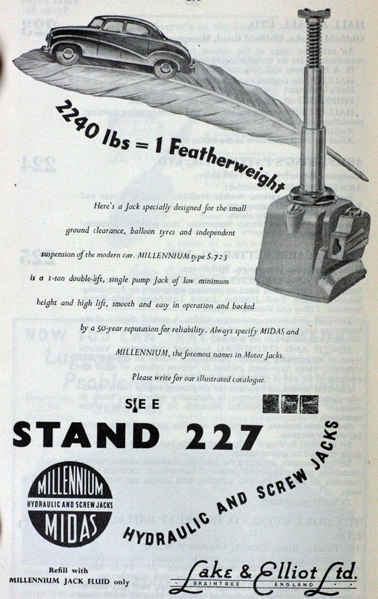 2240 lbs = 1 Featherweight
Here's a Jack specially designed for the small
ground clearance, balloon tyres and independent
suspension of the modern car. MILLENNIUM type S.723
is a 1-ton double-lift, single pump Jack of low minimum
height and high lift, smooth and easy in operation and backed
by a 50-year reputation for reliability. Always specify MIDAS and
MILLENNIUM, the foremost names in Motor Jacks.
Please write for our illustrated catalogue.
SEE
STAND 227
HYDRAULIC AND SCREW JACKS
MILLENNIUM
HYDRAULIC AND SCREW JACKS
MIDAS
Refill with
MILLENNIUM JACK FLUID only
Lake & Elliot Ltd.
BRAINTREE ENGLAND